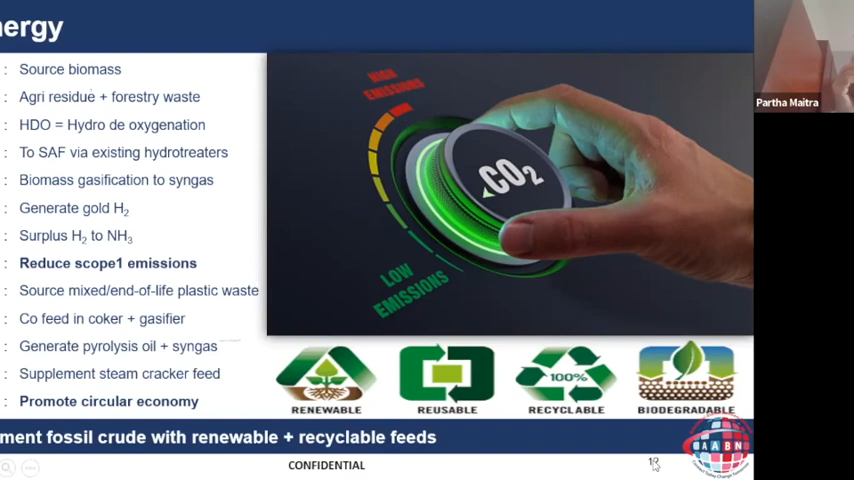 nergy
: Source biomass
: Agri residue + forestry waste
: HDO = Hydro de oxygenation
: To SAF via existing hydrotreaters
: Biomass gasification to syngas
: Generate gold H₂
: Surplus H₂ to NH₃
: Reduce scope1 emissions
: Source mixed/end-of-life plastic waste
: Co feed in coker + gasifier
: Generate pyrolysis oil + syngas
: Supplement steam cracker feed
: Promote circular economy
HIGH
EMISSIONS
CO₂
LOW
EMISSIONS
100%
RENEWABLE
REUSABLE
RECYCLABLE
BIODEGRADABLE
ment fossil crude with renewable + recyclable feeds
CONFIDENTIAL
AABN
Partha Maitra